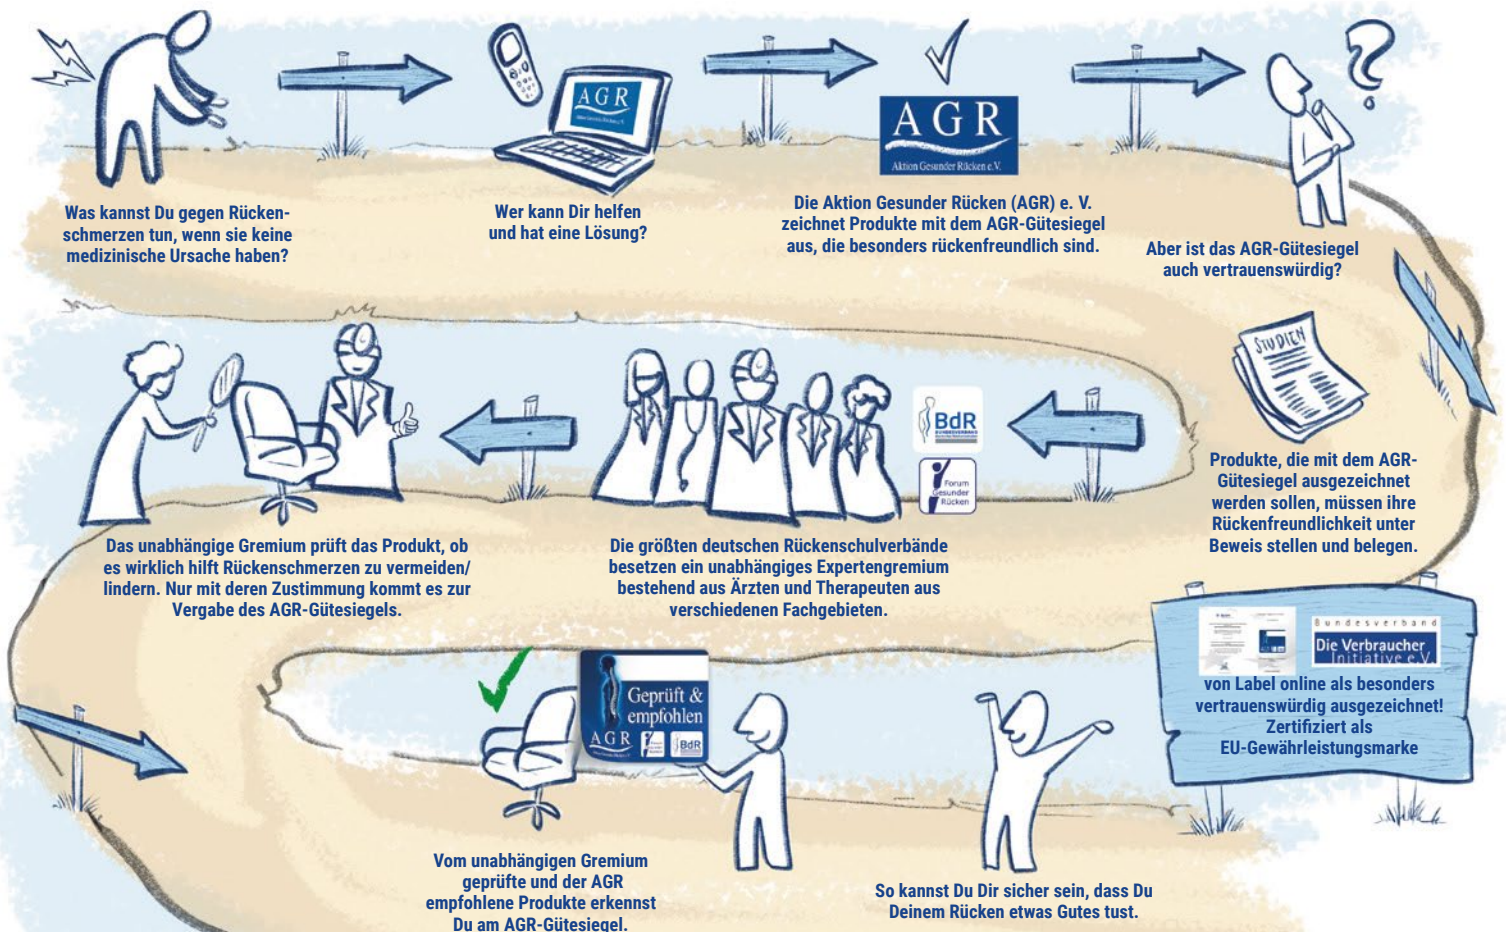 AGR
Aktion Gesunder Rücken e.V.
AGR
Aktion Gesunder Rücken e.V.
Was kannst Du gegen Rücken-
schmerzen tun, wenn sie keine
medizinische Ursache haben?
Wer kann Dir helfen
und hat eine Lösung?
Die Aktion Gesunder Rücken (AGR) e. V.
zeichnet Produkte mit dem AGR-Gütesiegel
aus, die besonders rückenfreundlich sind.
Aber ist das AGR-Gütesiegel
auch vertrauenswürdig?
STUDIEN
Produkte, die mit dem AGR-
Gütesiegel ausgezeichnet
werden sollen, müssen ihre
Rückenfreundlichkeit unter
Beweis stellen und belegen.
BdR
BUNDESVERBAND
Forum
Gesunder
Rücken
Die größten deutschen Rückenschulverbände
besetzen ein unabhängiges Expertengremium
bestehend aus Ärzten und Therapeuten aus
verschiedenen Fachgebieten.
Das unabhängige Gremium prüft das Produkt, ob
es wirklich hilft Rückenschmerzen zu vermeiden/
lindern. Nur mit deren Zustimmung kommt es zur
Vergabe des AGR-Gütesiegels.
Geprüft &
empfohlen
AGR
BdR
Vom unabhängigen Gremium
geprüfte und der AGR
empfohlene Produkte erkennst
Du am AGR-Gütesiegel.
So kannst Du Dir sicher sein, dass Du
Deinem Rücken etwas Gutes tust.
Bundesverband
Die Verbraucher
Initiative e.V.
von Label online als besonders
vertrauenswürdig ausgezeichnet!
Zertifiziert als
EU-Gewährleistungsmarke